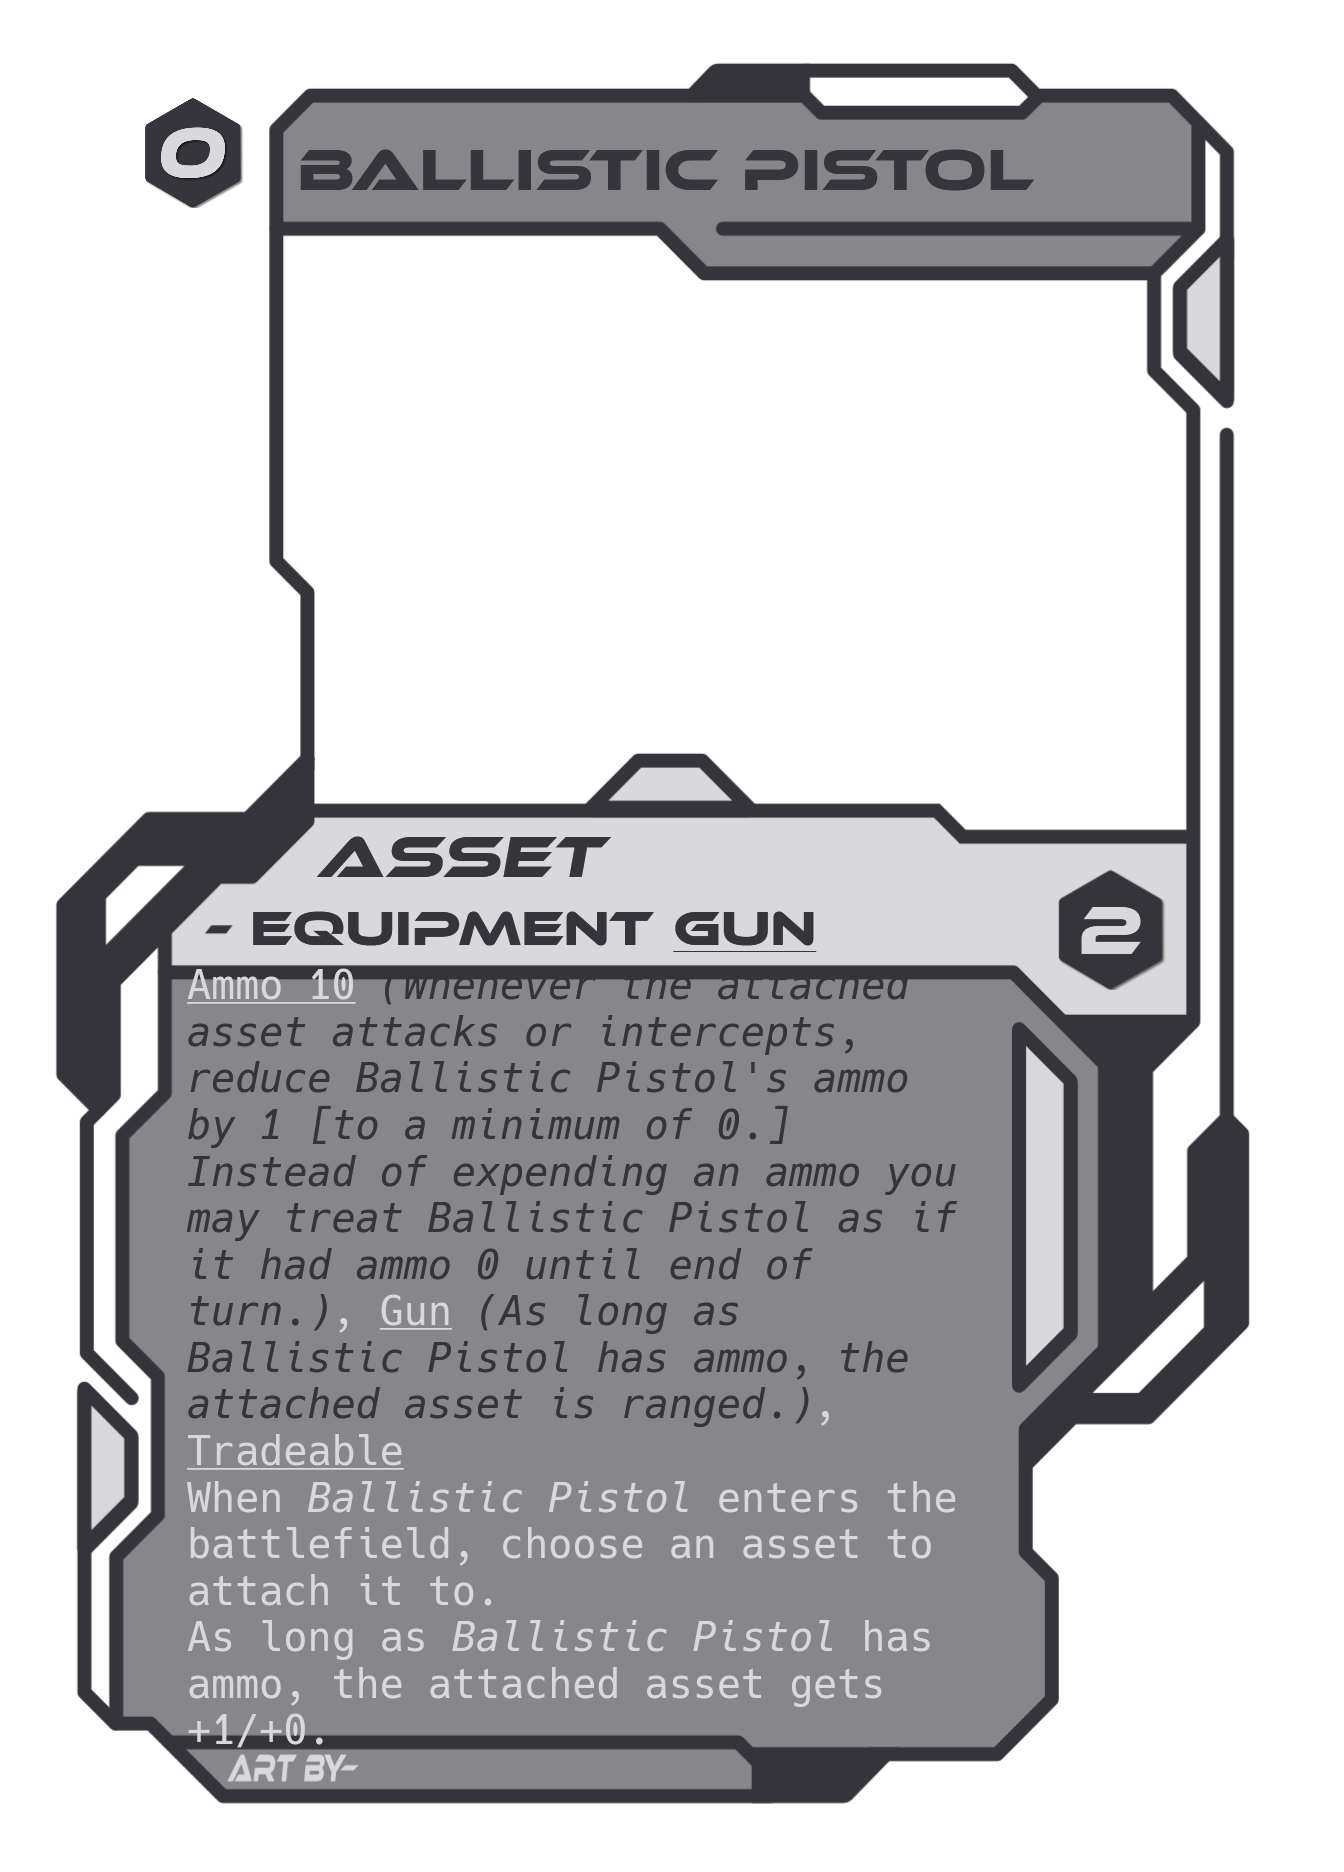 0
BALLISTIC PISTOL
ASSET
- EQUIPMENT GUN
2
Ammo 10 (Whenever the attached
asset attacks or intercepts,
reduce Ballistic Pistol's ammo
by 1 [to a minimum of 0.]
Instead of expending an ammo you
may treat Ballistic Pistol as if
it had ammo 0 until end of
turn.), Gun (As long as
Ballistic Pistol has ammo, the
attached asset is ranged.),
Tradeable
When Ballistic Pistol enters the
battlefield, choose an asset to
attach it to.
As long as Ballistic Pistol has
ammo, the attached asset gets
+1/+0.
ART BY-